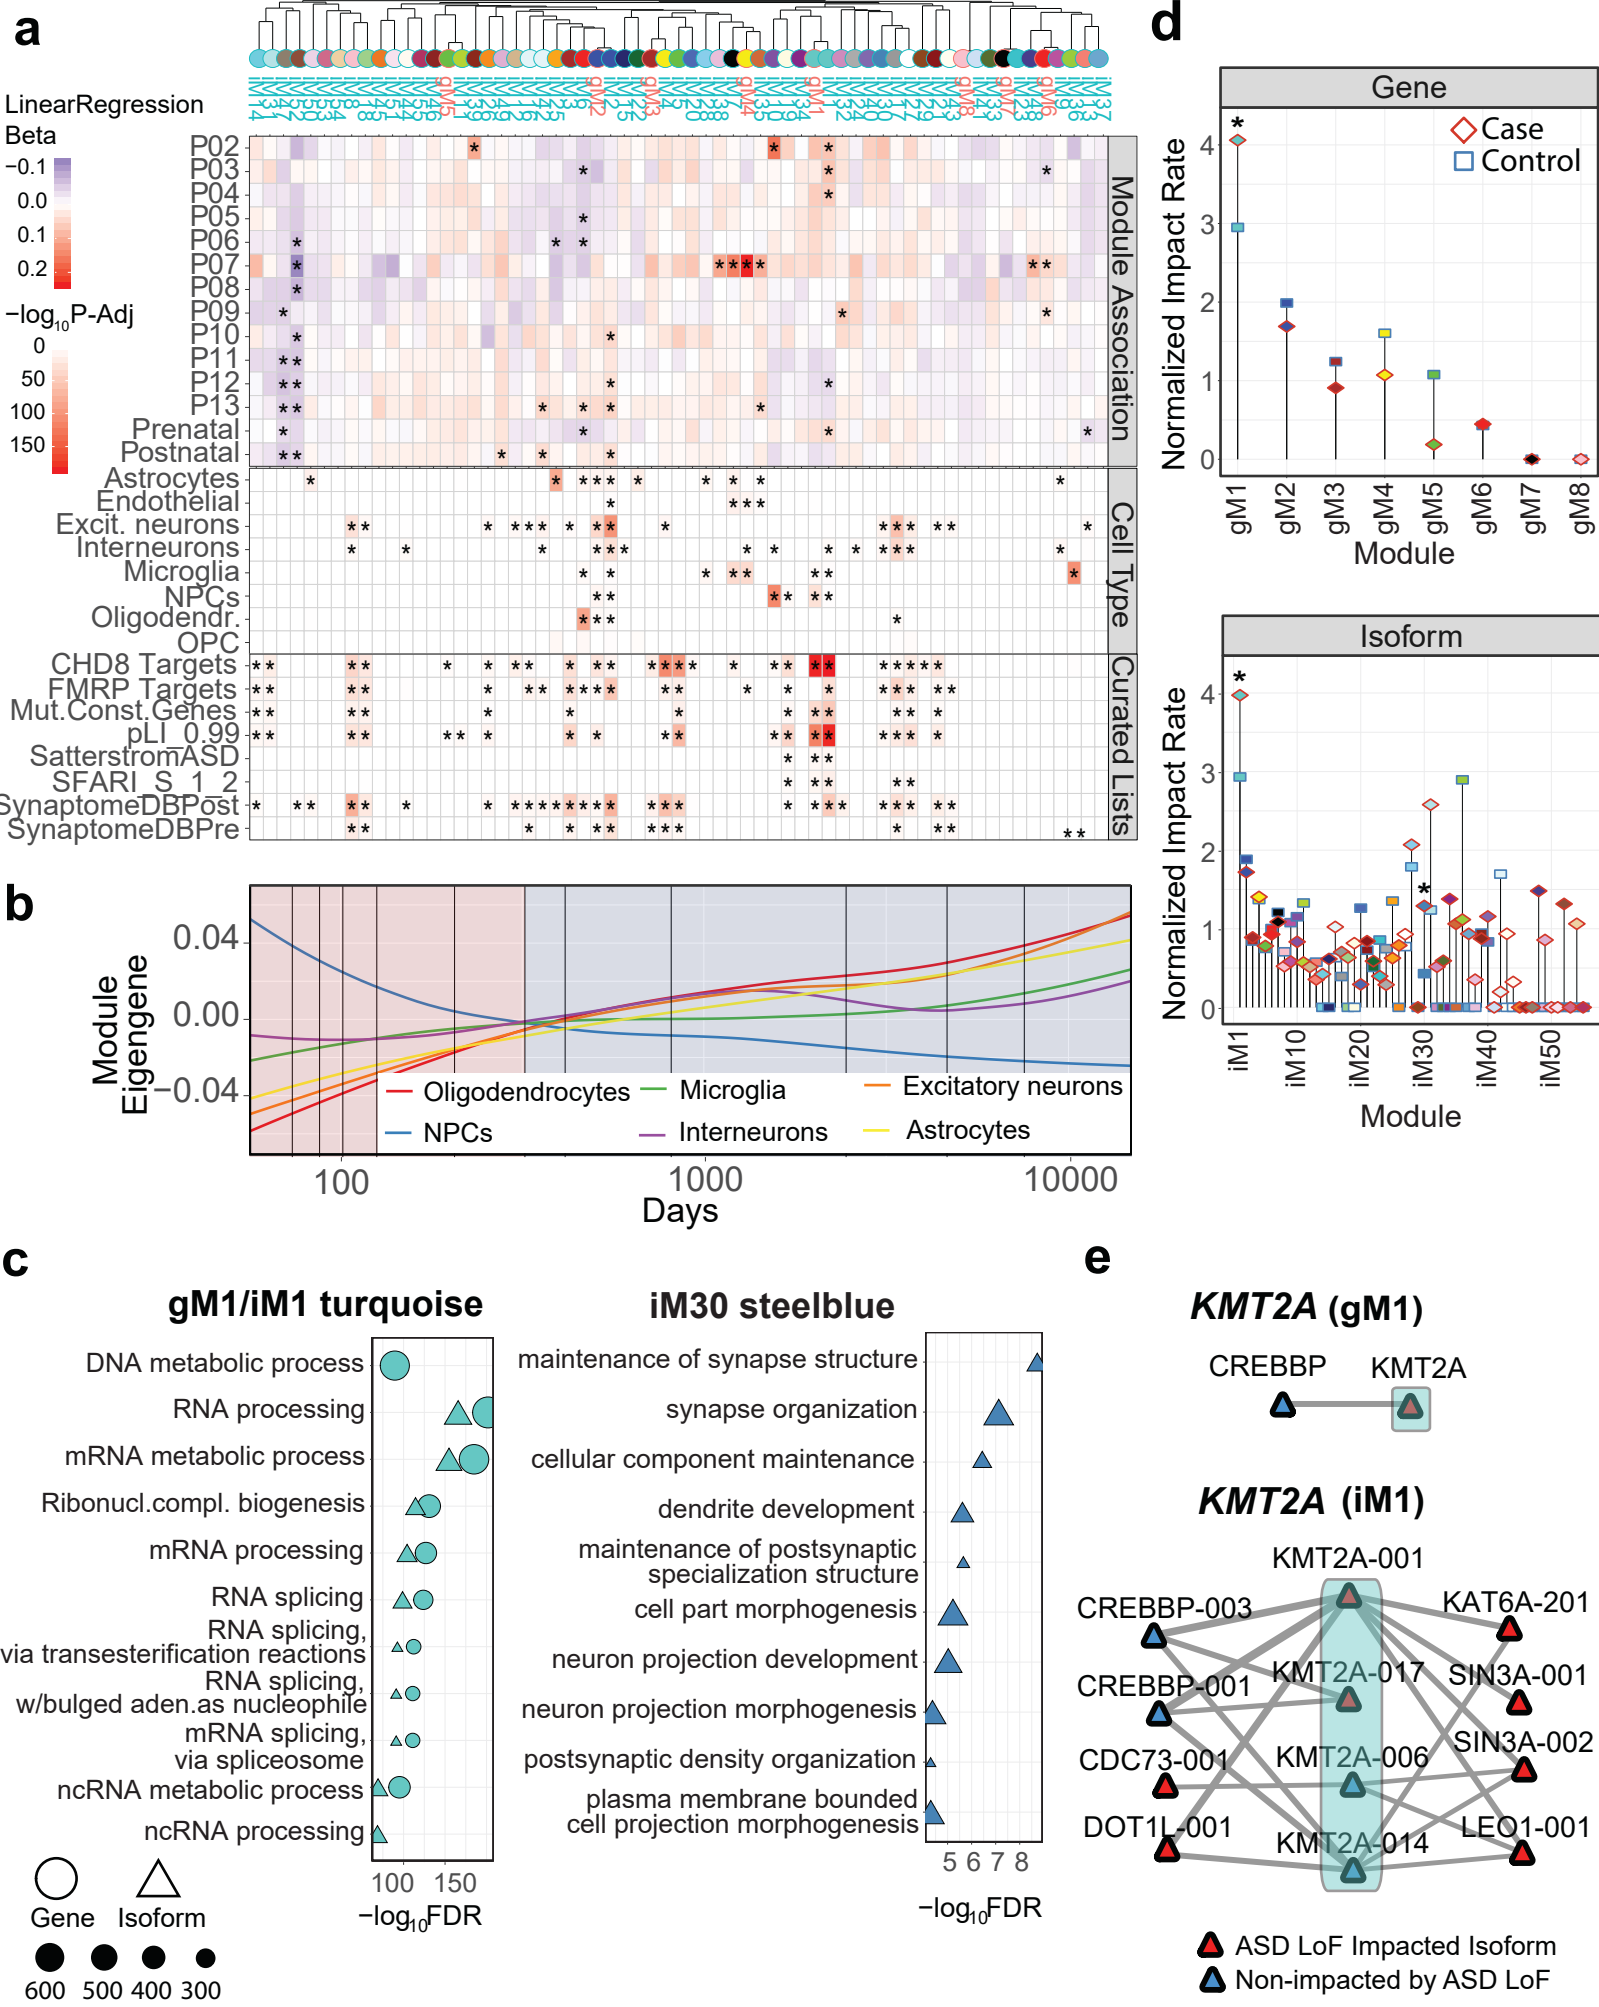 a
LinearRegression
Beta
−0.1
0.0
0.1
0.2
−log10P-Adj
0
50
100
150
P02
P03
P04
P05
P06
P07
P08
P09
P10
P11
P12
P13
Prenatal
Postnatal
Module Association
Astrocytes
Endothelial
Excit. neurons
Interneurons
Microglia
NPCs
Oligodendr.
OPC
Cell Type
CHD8 Targets
FMRP Targets
Mut.Const.Genes
pLI_0.99
SatterstromASD
SFARI_S_1_2
SynaptomeDBPost
SynaptomeDBPre
Curated Lists
b
Module
Eigengene
0.04
0.00
−0.04
Oligodendrocytes
Microglia
Excitatory neurons
NPCs
Interneurons
Astrocytes
100
1000
10000
Days
c
gM1/iM1 turquoise
DNA metabolic process
RNA processing
mRNA metabolic process
Ribonucl.compl. biogenesis
mRNA processing
RNA splicing
RNA splicing,
via transesterification reactions
RNA splicing,
w/bulged aden.as nucleophile
mRNA splicing,
via spliceosome
ncRNA metabolic process
ncRNA processing
100 150
−log10FDR
Gene
Isoform
600 500 400 300
iM30 steelblue
maintenance of synapse structure
synapse organization
cellular component maintenance
dendrite development
maintenance of postsynaptic
specialization structure
cell part morphogenesis
neuron projection development
neuron projection morphogenesis
postsynaptic density organization
plasma membrane bounded
cell projection morphogenesis
5 6 7 8
−log10FDR
d
Gene
Case
Control
Normalized Impact Rate
4
3
2
1
0
*
gM1
gM2
gM3
gM4
gM5
gM6
gM7
gM8
Module
Isoform
Normalized Impact Rate
4
3
2
1
0
*
*
iM1
iM10
iM20
iM30
iM40
iM50
Module
e
KMT2A (gM1)
CREBBP
KMT2A
KMT2A (iM1)
KMT2A-001
CREBBP-003
KAT6A-201
KMT2A-017
SIN3A-001
CREBBP-001
KMT2A-006
SIN3A-002
CDC73-001
DOT1L-001
KMT2A-014
LEO1-001
ASD LoF Impacted Isoform
Non-impacted by ASD LoF